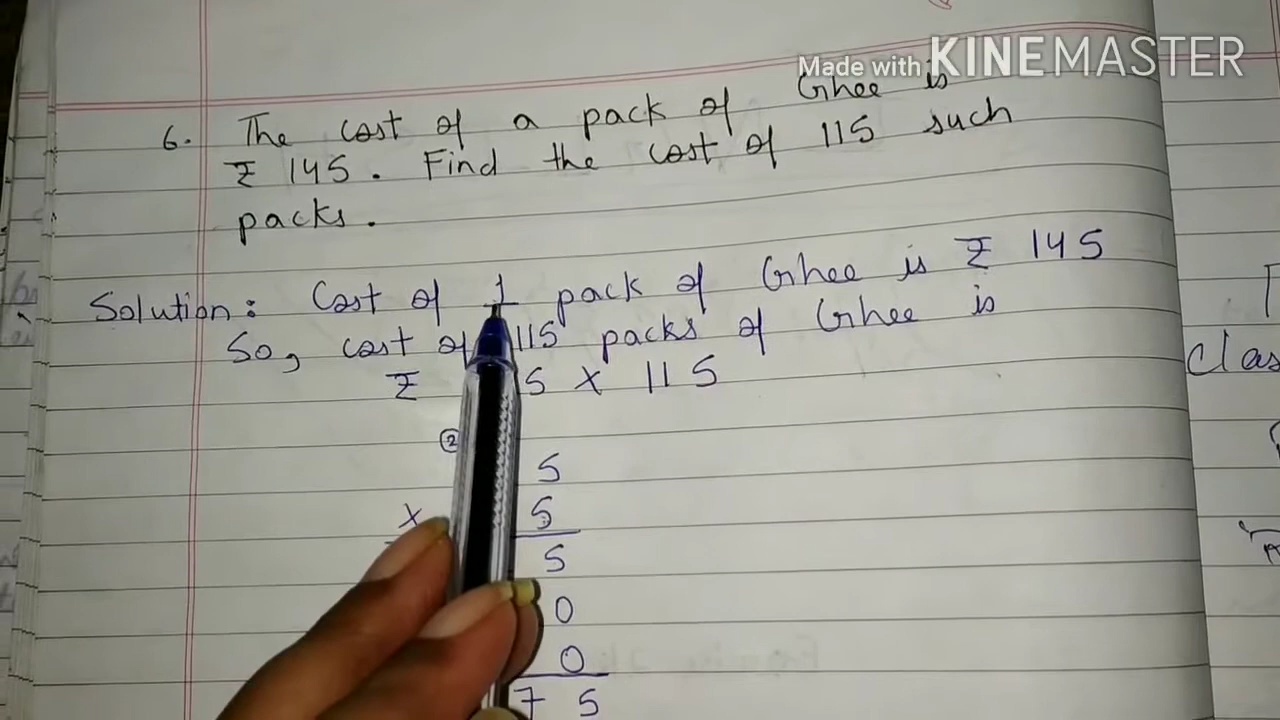 Made with KINEMASTER
6. The cost of a pack of Ghee is
₹ 145. Find the cost of 115 such
packs.
Solution: Cost of 1 pack of Ghee is ₹ 145
So, cost of 115 packs of Ghee is
₹ 5 x 115
Clas
2
5
x 5
5
0
0
7 5